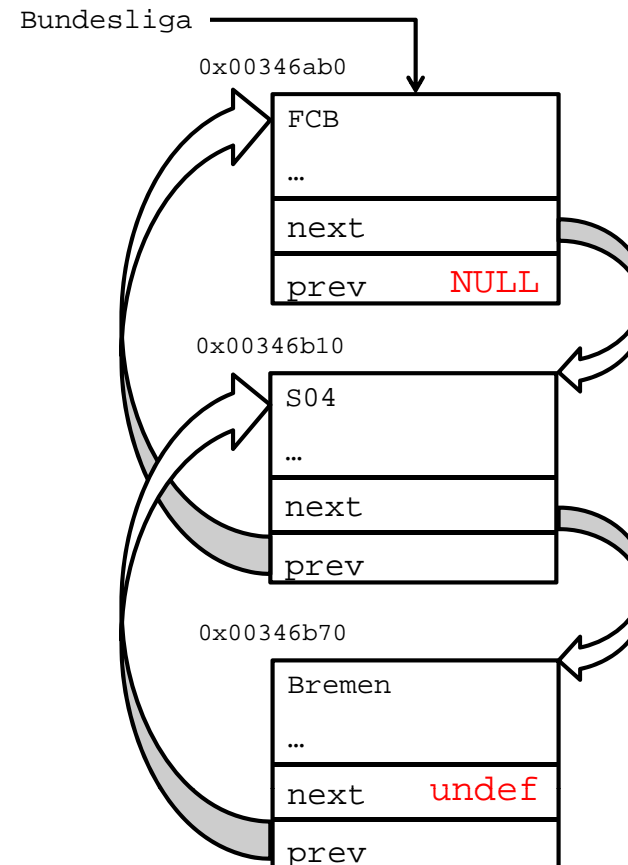 Bundesliga
0x00346ab0
FCB
…
next
prev NULL
0x00346b10
S04
…
next
prev
0x00346b70
Bremen
…
next undef
prev